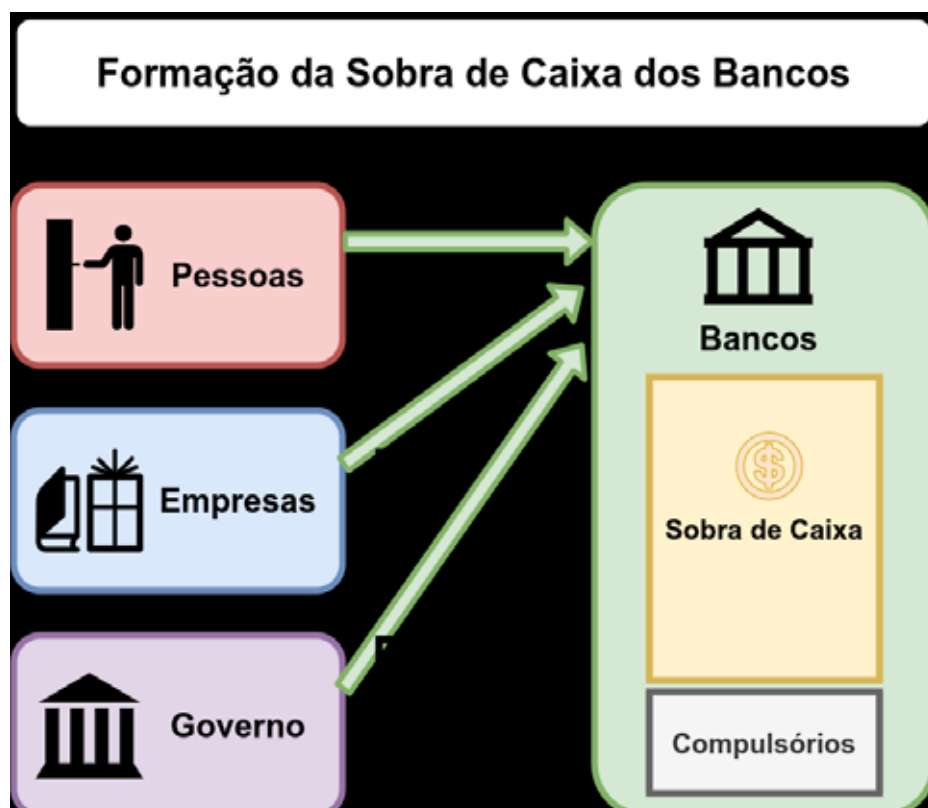 Formação da Sobra de Caixa dos Bancos
Pessoas
Empresas
Governo
Bancos
$
Sobra de Caixa
Compulsórios